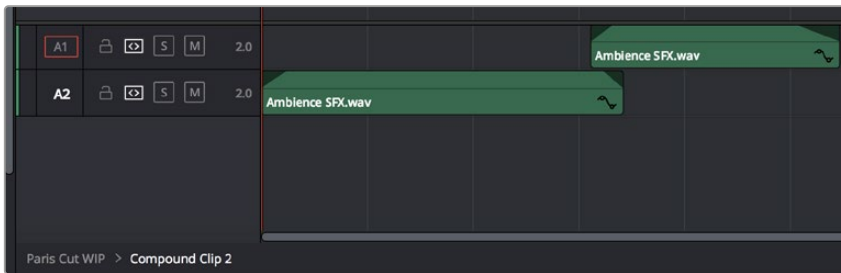 A1 S M 2.0 Ambience SFX.wav
A2 S M 2.0 Ambience SFX.wav
Paris Cut WIP > Compound Clip 2